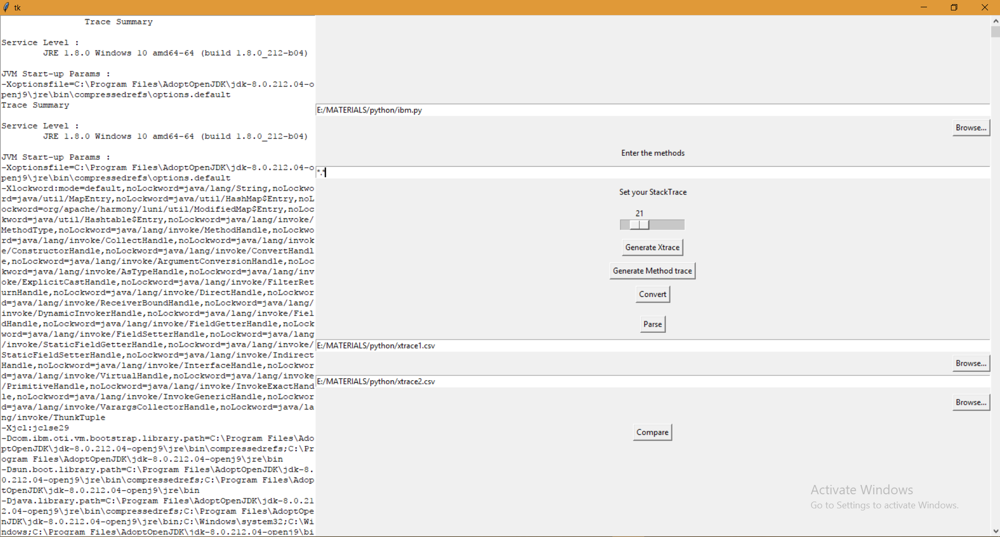 tk
Trace Summary
Service Level :
JRE 1.8.0 Windows 10 amd64-64 (build 1.8.0_212-b04)
JVM Start-up Params :
-Xoptionsfile=C:\Program Files\AdoptOpenJDK\jdk-8.0.212.04-o
penj9\jre\bin\compressedrefs\options.default
Trace Summary
Service Level :
JRE 1.8.0 Windows 10 amd64-64 (build 1.8.0_212-b04)
JVM Start-up Params :
-Xoptionsfile=C:\Program Files\AdoptOpenJDK\jdk-8.0.212.04-o
penj9\jre\bin\compressedrefs\options.default
-Xlockword:mode=default,noLockword=java/lang/String,noLockwo
rd=java/util/MapEntry,noLockword=java/util/HashMap$Entry,noL
ockword=org/apache/harmony/luni/util/ModifiedMap$Entry,noLoc
kword=java/util/Hashtable$Entry,noLockword=java/lang/invoke/
MethodType,noLockword=java/lang/invoke/MethodHandle,noLockwo
rd=java/lang/invoke/CollectHandle,noLockword=java/lang/invok
e/ConstructorHandle,noLockword=java/lang/invoke/ConvertHandl
e,noLockword=java/lang/invoke/ArgumentConversionHandle,noLoc
kword=java/lang/invoke/AsTypeHandle,noLockword=java/lang/inv
oke/ExplicitCastHandle,noLockword=java/lang/invoke/FilterRet
urnHandle,noLockword=java/lang/invoke/DirectHandle,noLockwor
d=java/lang/invoke/ReceiverBoundHandle,noLockword=java/lang/
invoke/DynamicInvokerHandle,noLockword=java/lang/invoke/Fiel
dHandle,noLockword=java/lang/invoke/FieldGetterHandle,noLock
word=java/lang/invoke/FieldSetterHandle,noLockword=java/lang
/invoke/StaticFieldGetterHandle,noLockword=java/lang/invoke/
StaticFieldSetterHandle,noLockword=java/lang/invoke/Indirect
Handle,noLockword=java/lang/invoke/InterfaceHandle,noLockwor
d=java/lang/invoke/VirtualHandle,noLockword=java/lang/invoke
/PrimitiveHandle,noLockword=java/lang/invoke/InvokeExactHand
le,noLockword=java/lang/invoke/InvokeGenericHandle,noLockwor
d=java/lang/invoke/VarargsCollectorHandle,noLockword=java/la
ng/invoke/ThunkTuple
-Xjcl:jclse29
-Dcom.ibm.oti.vm.bootstrap.library.path=C:\Program Files\Ado
ptOpenJDK\jdk-8.0.212.04-openj9\jre\bin\compressedrefs;C:\Pr
ogram Files\AdoptOpenJDK\jdk-8.0.212.04-openj9\jre\bin
-Dsun.boot.library.path=C:\Program Files\AdoptOpenJDK\jdk-8.
0.212.04-openj9\jre\bin\compressedrefs;C:\Program Files\Adop
tOpenJDK\jdk-8.0.212.04-openj9\jre\bin
-Djava.library.path=C:\Program Files\AdoptOpenJDK\jdk-8.0.21
2.04-openj9\jre\bin\compressedrefs;C:\Program Files\AdoptOpe
nJDK\jdk-8.0.212.04-openj9\jre\bin;C:\Windows\system32;C:\Wi
ndows;C:\Program Files\AdoptOpenJDK\jdk-8.0.212.04-openj9\bi
E:/MATERIALS/python/ibm.py
Browse...
Enter the methods
*.*
Set your StackTrace
21
Generate Xtrace
Generate Method trace
Convert
Parse
E:/MATERIALS/python/xtrace1.csv
Browse...
E:/MATERIALS/python/xtrace2.csv
Browse...
Compare
Activate Windows
Go to Settings to activate Windows.